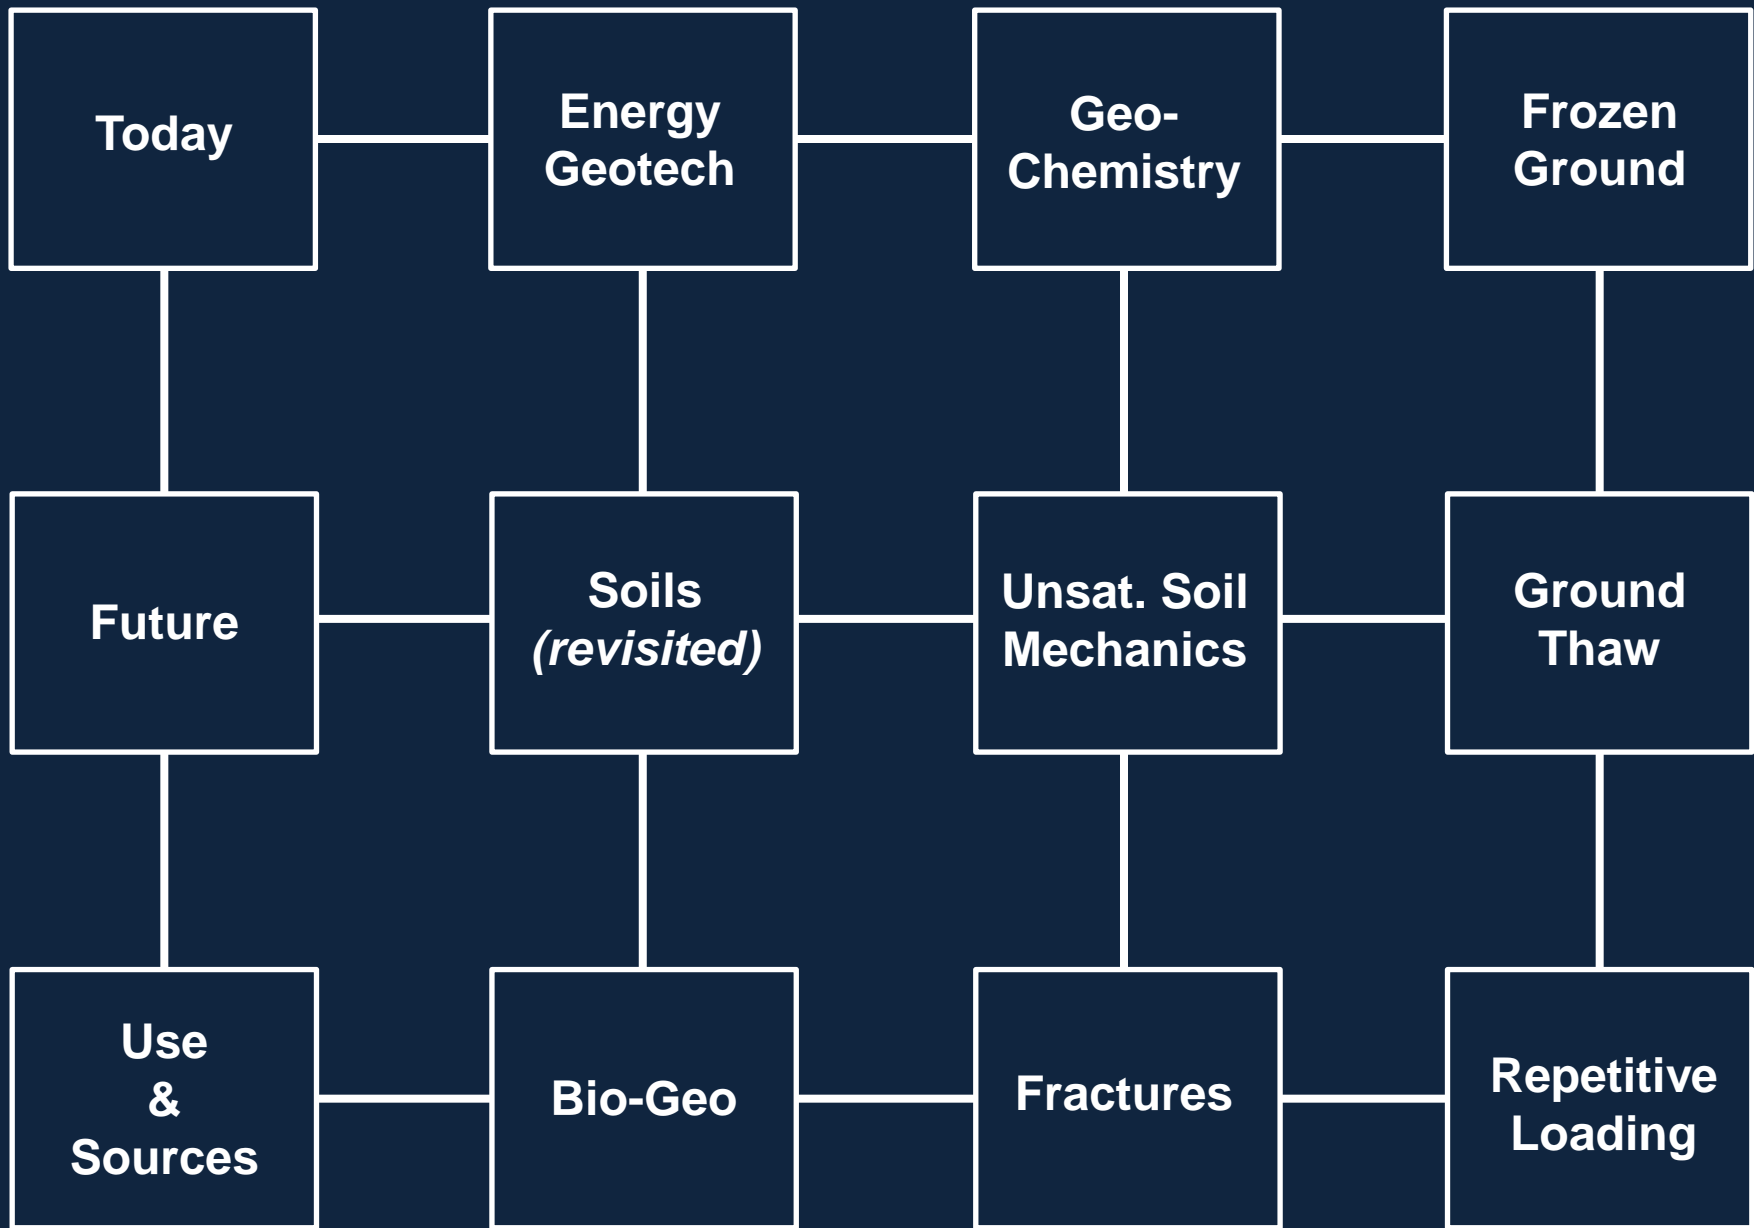 Today
Energy
Geotech
Geo-
Chemistry
Frozen
Ground
Future
Soils
(revisited)
Unsat. Soil
Mechanics
Ground
Thaw
Use
&
Sources
Bio-Geo
Fractures
Repetitive
Loading